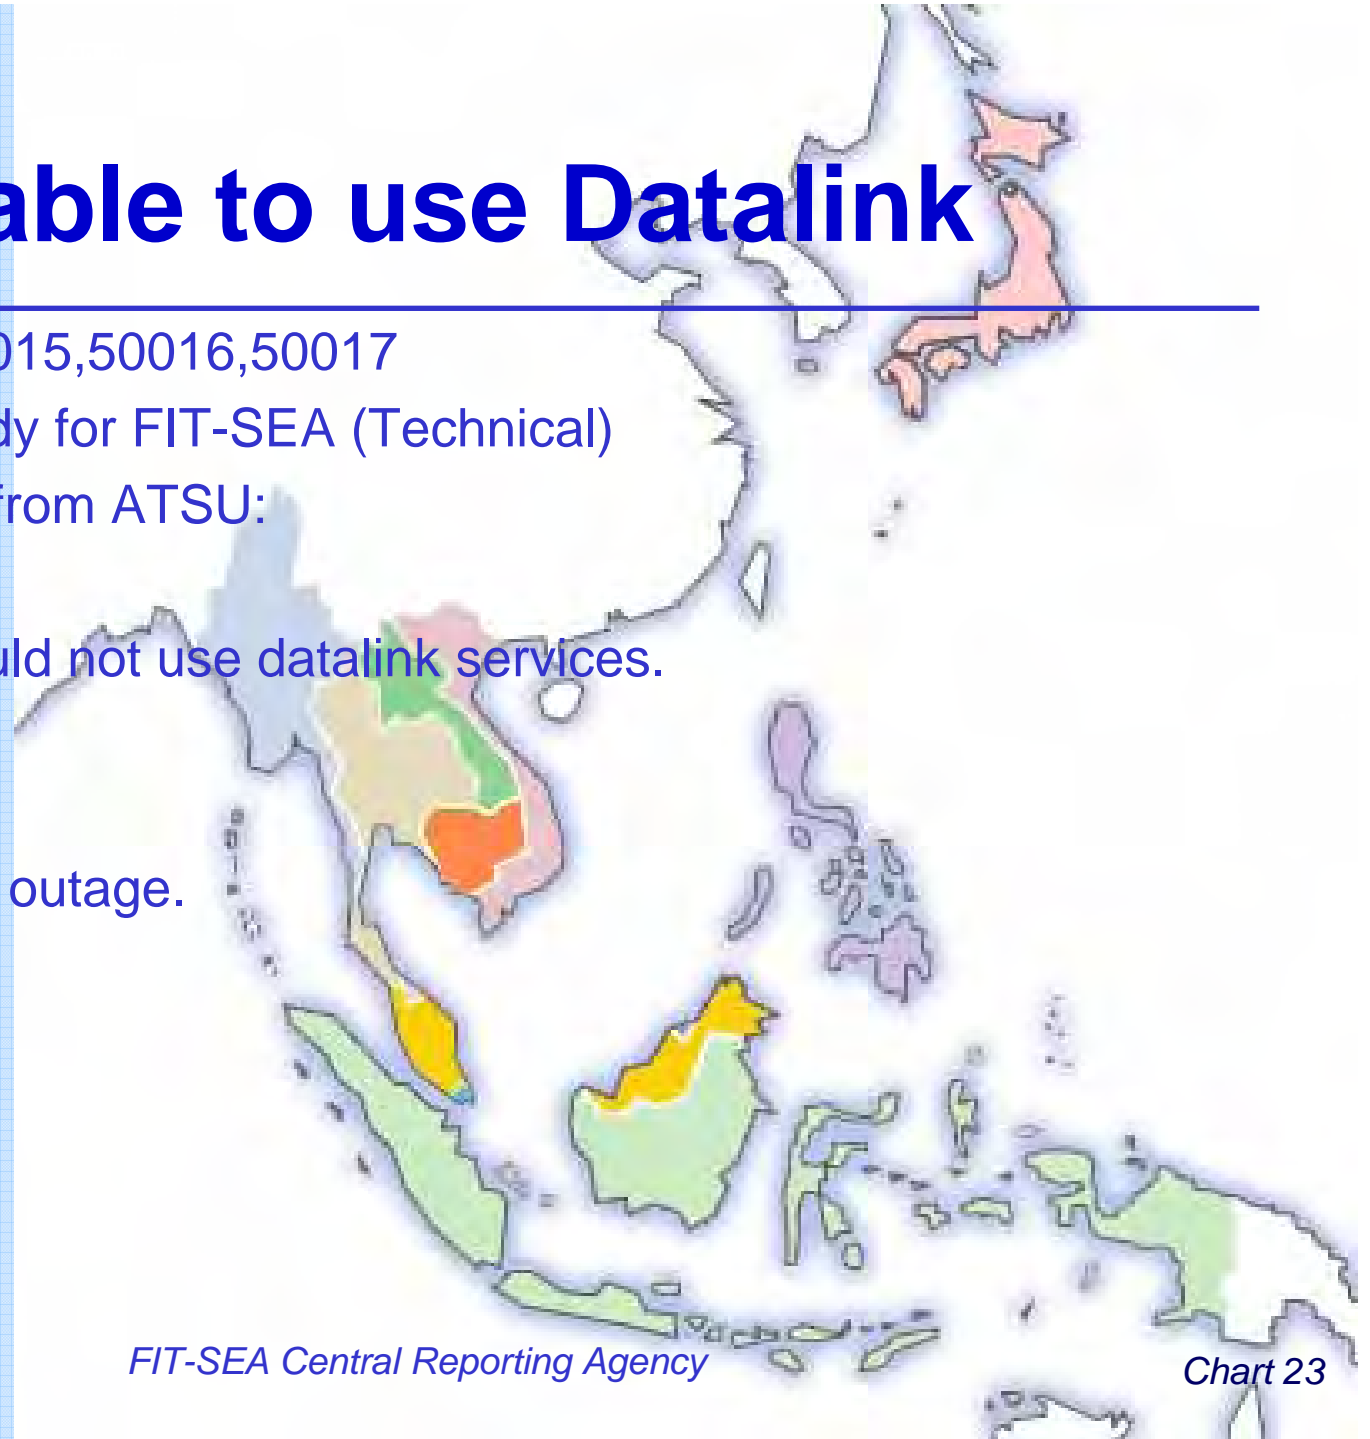 able to use Datalink
015,50016,50017
dy for FIT-SEA (Technical)
from ATSU:
uld not use datalink services.
outage.
FIT-SEA Central Reporting Agency
Chart 23